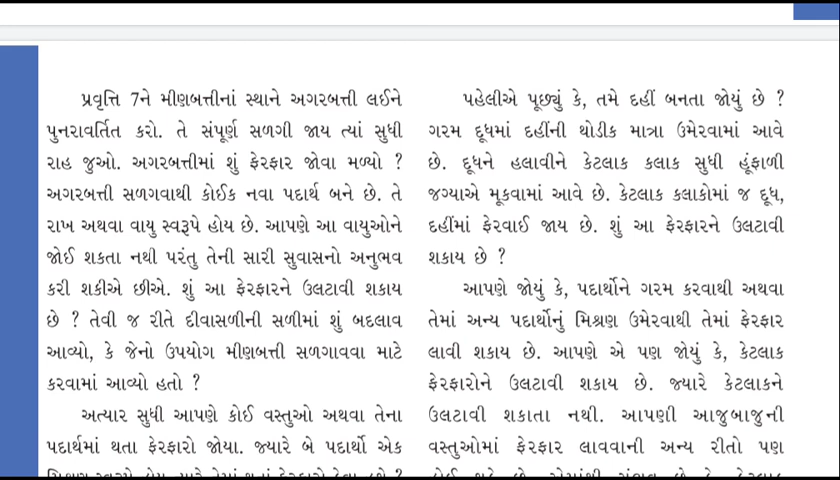 પ્રવૃત્તિ 7ને મીણબત્તીનાં સ્થાને અગરબત્તી લઈને
પુનરાવર્તિત કરો. તે સંપૂર્ણ સળગી જાય ત્યાં સુધી
રાહ જુઓ. અગરબત્તીમાં શું ફેરફાર જોવા મળ્યો ?
અગરબત્તી સળગવાથી કોઈક નવા પદાર્થ બને છે. તે
રાખ અથવા વાયુ સ્વરૂપે હોય છે. આપણે આ વાયુઓને
જોઈ શકતા નથી પરંતુ તેની સારી સુવાસનો અનુભવ
કરી શકીએ છીએ. શું આ ફેરફારને ઉલટાવી શકાય
છે ? તેવી જ રીતે દીવાસળીની સળીમાં શું બદલાવ
આવ્યો, કે જેનો ઉપયોગ મીણબત્તી સળગાવવા માટે
કરવામાં આવ્યો હતો ?
અત્યાર સુધી આપણે કોઈ વસ્તુઓ અથવા તેના
પદાર્થમાં થતા ફેરફારો જોયા. જ્યારે બે પદાર્થો એક
પહેલીએ પૂછ્યું કે, તમે દહીં બનતા જોયું છે ?
ગરમ દૂધમાં દહીંની થોડીક માત્રા ઉમેરવામાં આવે
છે. દૂધને હલાવીને કેટલાક કલાક સુધી હૂંફાળી
જગ્યાએ મૂકવામાં આવે છે. કેટલાક કલાકોમાં જ દૂધ,
દહીંમાં ફેરવાઈ જાય છે. શું આ ફેરફારને ઉલટાવી
શકાય છે ?
આપણે જોયું કે, પદાર્થોને ગરમ કરવાથી અથવા
તેમાં અન્ય પદાર્થોનું મિશ્રણ ઉમેરવાથી તેમાં ફેરફાર
લાવી શકાય છે. આપણે એ પણ જોયું કે, કેટલાક
ફેરફારોને ઉલટાવી શકાય છે. જ્યારે કેટલાકને
ઉલટાવી શકાતા નથી. આપણી આજુબાજુની
વસ્તુઓમાં ફેરફાર લાવવાની અન્ય રીતો પણ